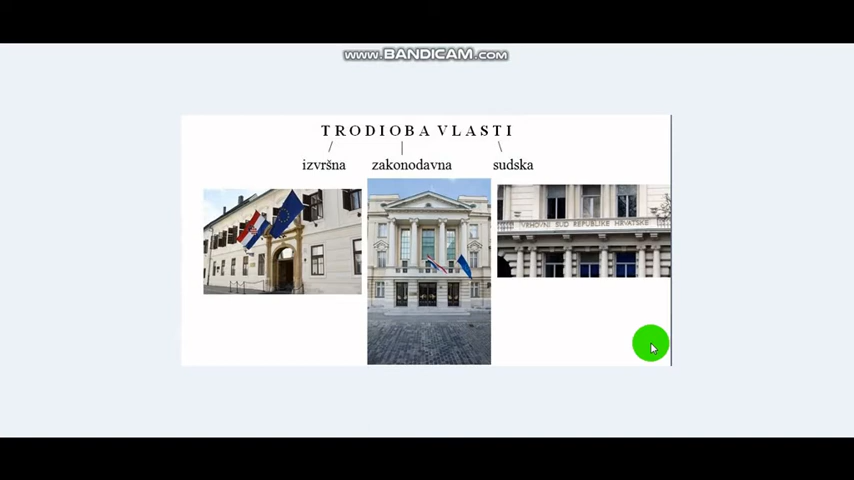 WWW.BANDICAM.COM
TRODIOBA VLASTI
izvršna zakonodavna sudska
VRHOVNI SUD REPUBLIKE HRVATSKE